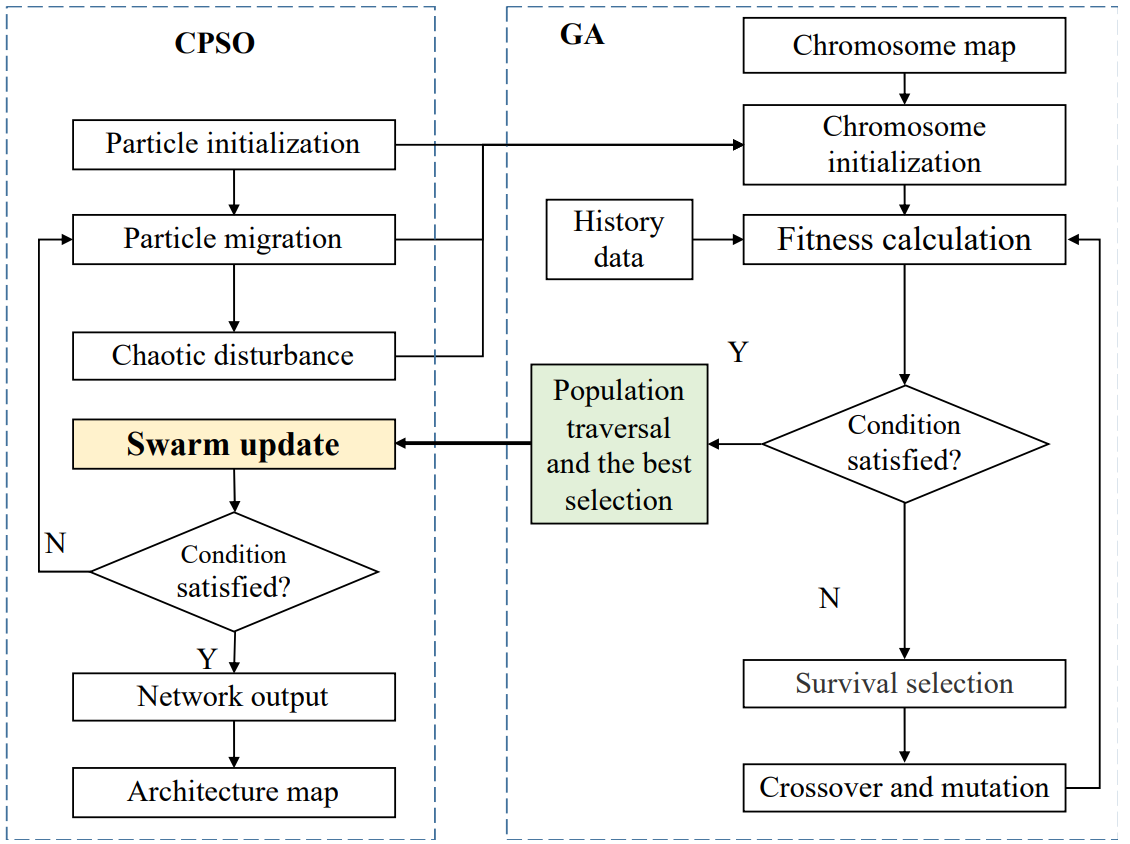 CPSO
Particle initialization
Particle migration
Chaotic disturbance
Swarm update
N
Condition
satisfied?
Y
Network output
Architecture map
GA
Chromosome map
Chromosome
initialization
History
data
Fitness calculation
Y
Population
traversal
and the best
selection
Condition
satisfied?
N
Survival selection
Crossover and mutation